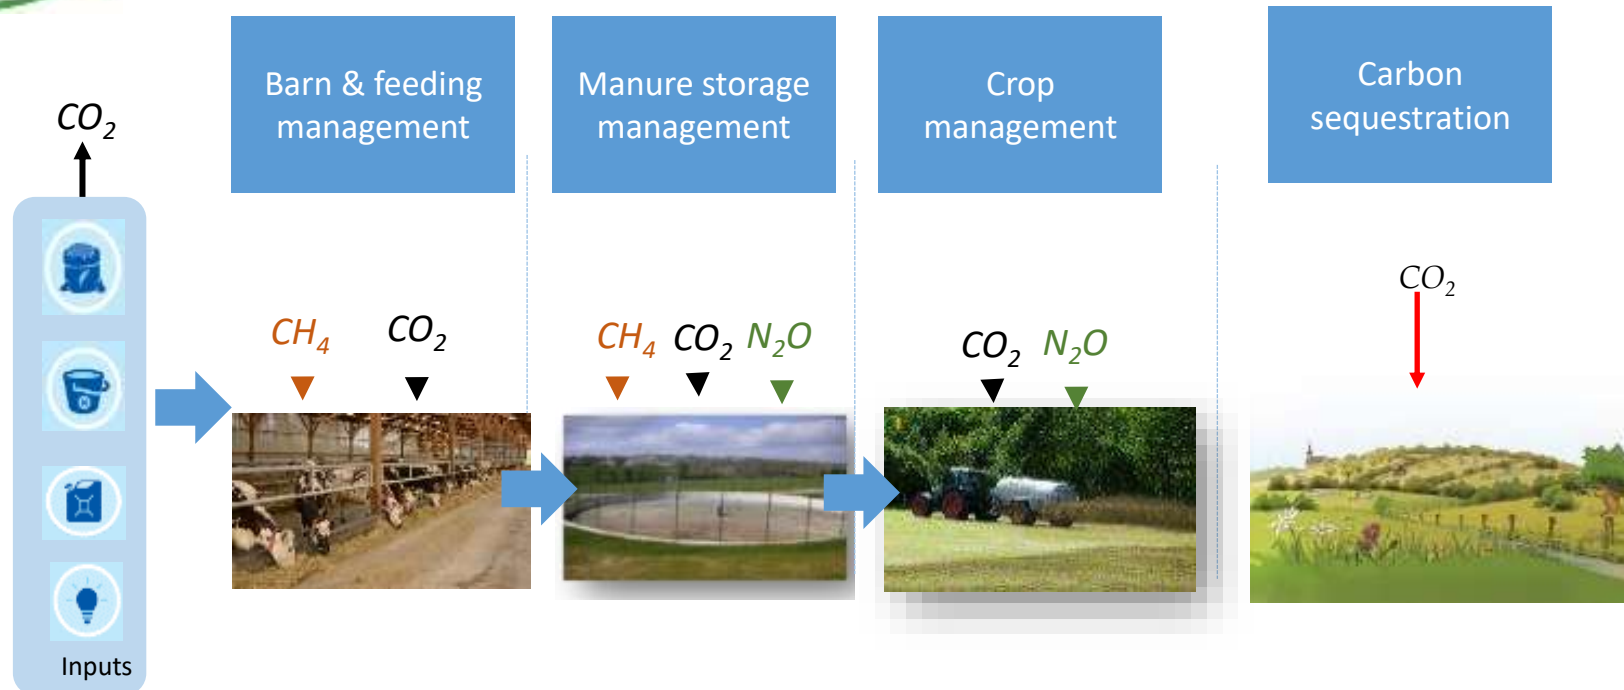 Barn & feeding
management
Manure storage
management
Crop
management
Carbon
sequestration
CO₂
CH₄
CO₂
CH₄
CO₂
N₂O
CO₂
N₂O
CO₂
Inputs